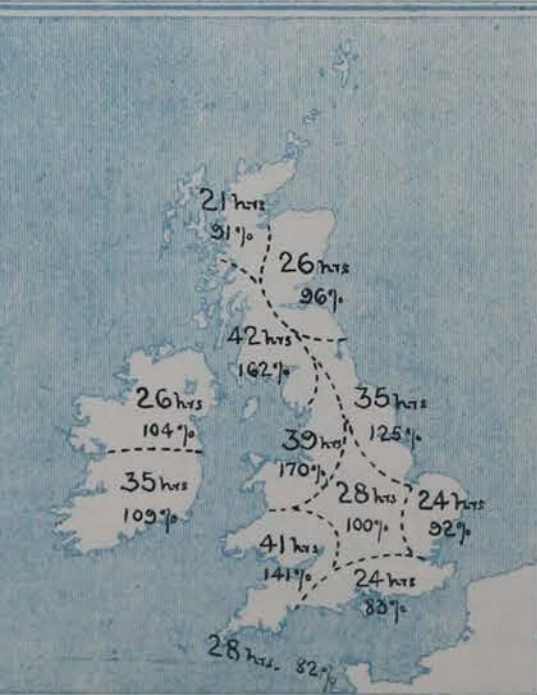 21 hrs
91%
26 hrs
96%
42 hrs
162%
26 hrs
104%
35 hrs
125%
39 hrs
170%
35 hrs
109%
28 hrs
100%
24 hrs
92%
41 hrs
141%
24 hrs
83%
28 hrs. 82%